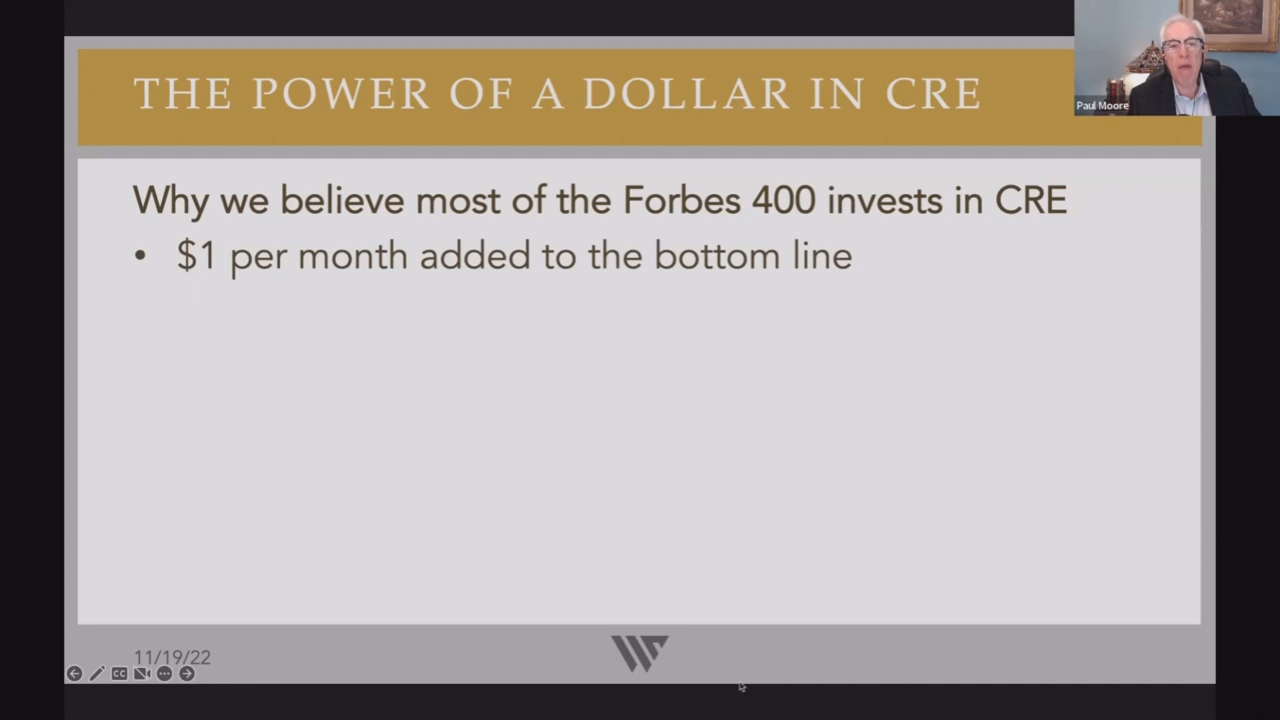 THE POWER OF A DOLLAR IN CRE
Paul Moore
Why we believe most of the Forbes 400 invests in CRE
• $1 per month added to the bottom line
11/19/22
CC